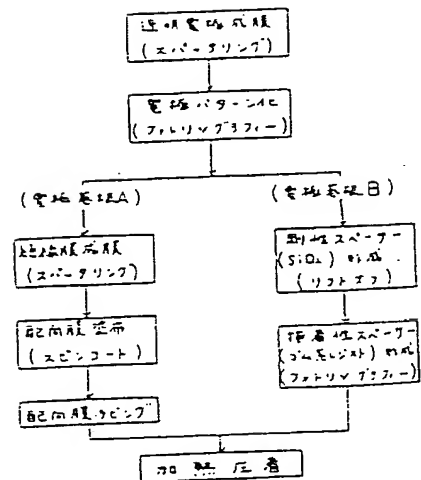 透明電極成膜
(スパータリング)
電極パターン化
(フォトリソグラフィー)
(電極基板A)
(電極基板B)
絶縁膜成膜
(スパータリング)
剛性スペーサー
(SiO₂) 形成
(リフトオフ)
配向膜塗布
(スピンコート)
接着性スペーサー
(ゴム系レジスト) 形成
(フォトリソグラフィー)
配向膜ラビング
加熱圧着